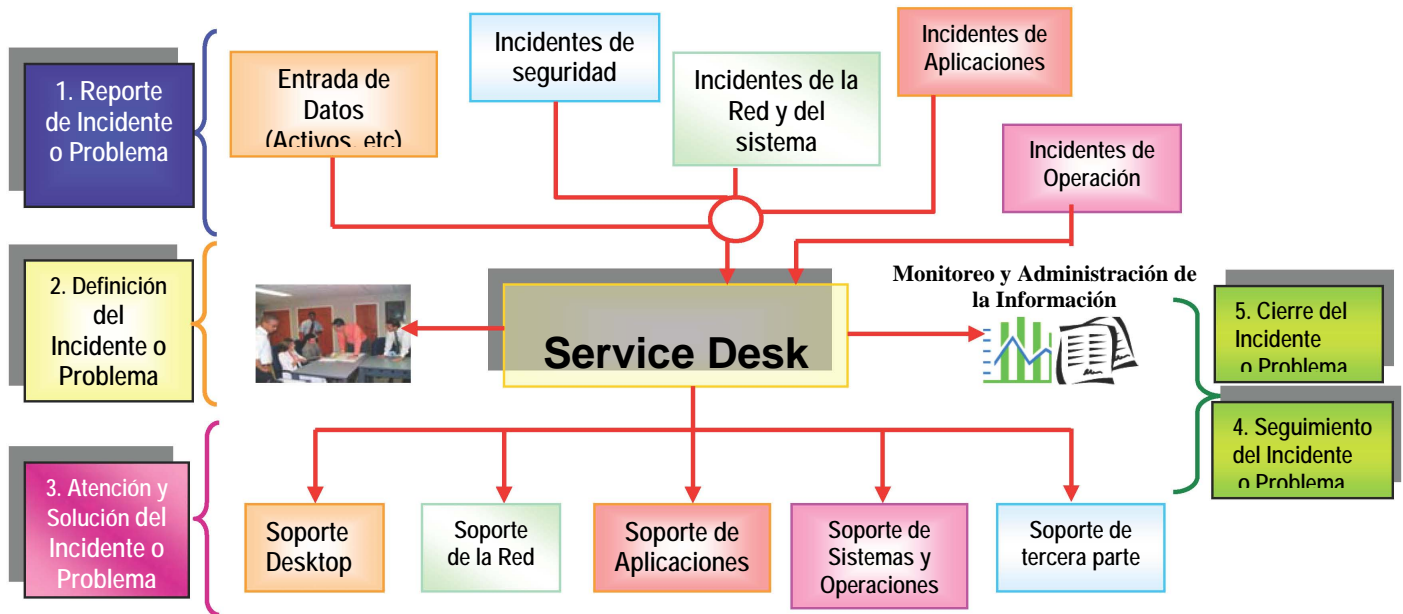 1. Reporte
de Incidente
o Problema
Entrada de
Datos
(Activos, etc)
Incidentes de
seguridad
Incidentes de la
Red y del
sistema
Incidentes de
Aplicaciones
Incidentes de
Operación
2. Definición
del
Incidente o
Problema
Service Desk
Monitoreo y Administración de
la Información
5. Cierre del
Incidente
o Problema
4. Seguimiento
del Incidente
o Problema
3. Atención y
Solución del
Incidente o
Problema
Soporte
Desktop
Soporte
de la Red
Soporte de
Aplicaciones
Soporte de
Sistemas y
Operaciones
Soporte de
tercera parte